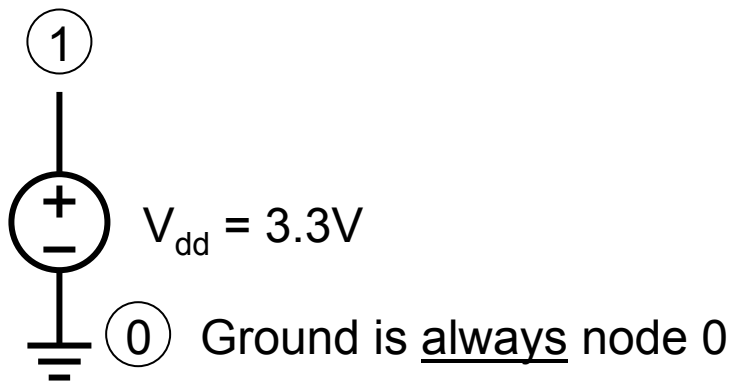 1
+
−
V_dd = 3.3V
0 Ground is always node 0